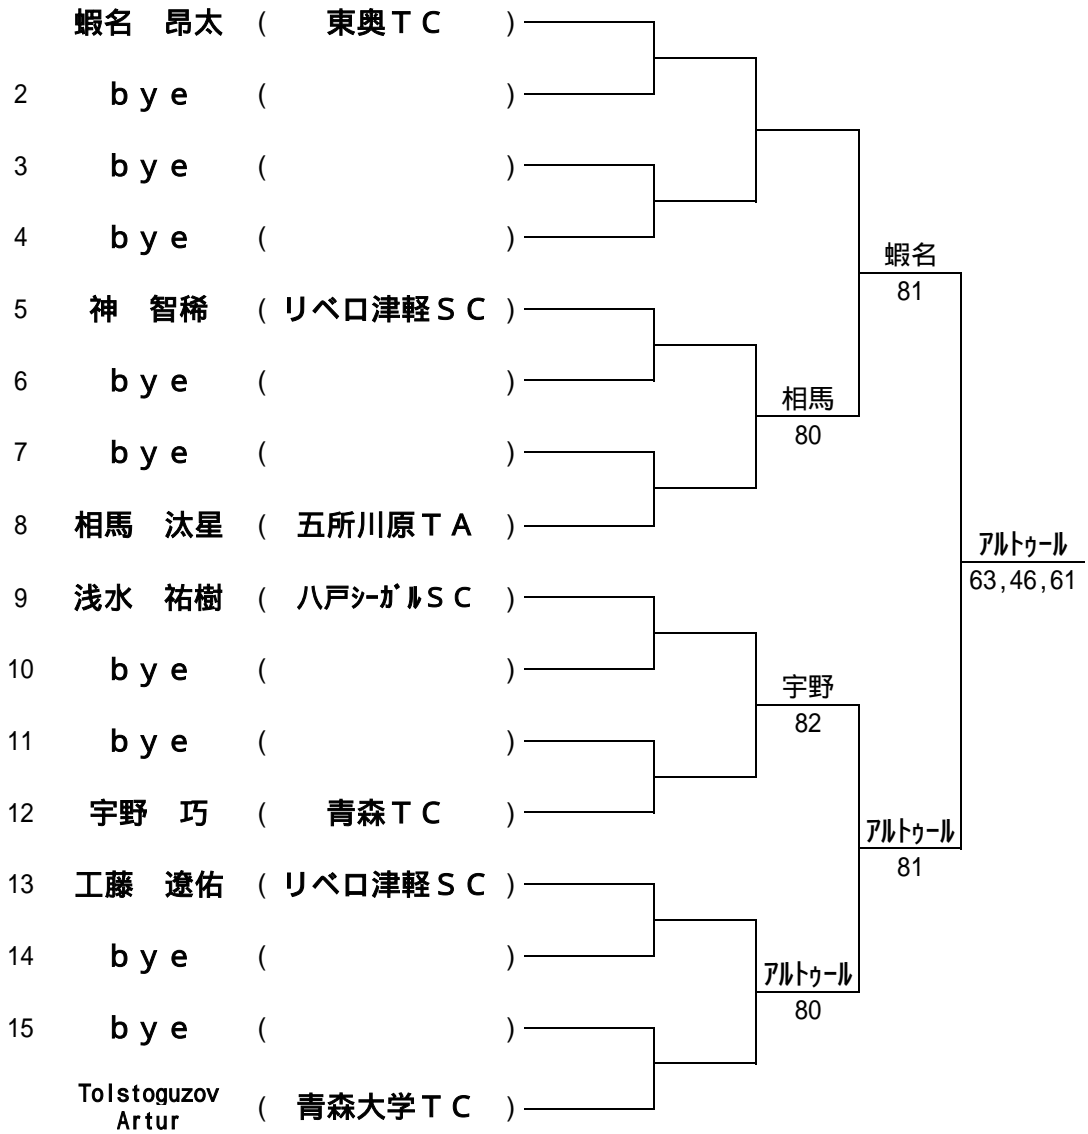 蝦名　昂太 ( 東奥ＴＣ )
2 ｂｙｅ ( )
3 ｂｙｅ ( )
4 ｂｙｅ ( )
蝦名
81
5 神　智稀 ( リベロ津軽ＳＣ )
6 ｂｙｅ ( )
相馬
80
7 ｂｙｅ ( )
8 相馬　汰星 ( 五所川原ＴＡ )
ｱﾙﾄｩｰﾙ
63,46,61
9 浅水　祐樹 ( 八戸ｼｰｶﾞﾙＳＣ )
10 ｂｙｅ ( )
宇野
82
11 ｂｙｅ ( )
12 宇野　巧 ( 青森ＴＣ )
ｱﾙﾄｩｰﾙ
81
13 工藤　遼佑 ( リベロ津軽ＳＣ )
14 ｂｙｅ ( )
ｱﾙﾄｩｰﾙ
80
15 ｂｙｅ ( )
Tolstoguzov
Artur ( 青森大学ＴＣ )